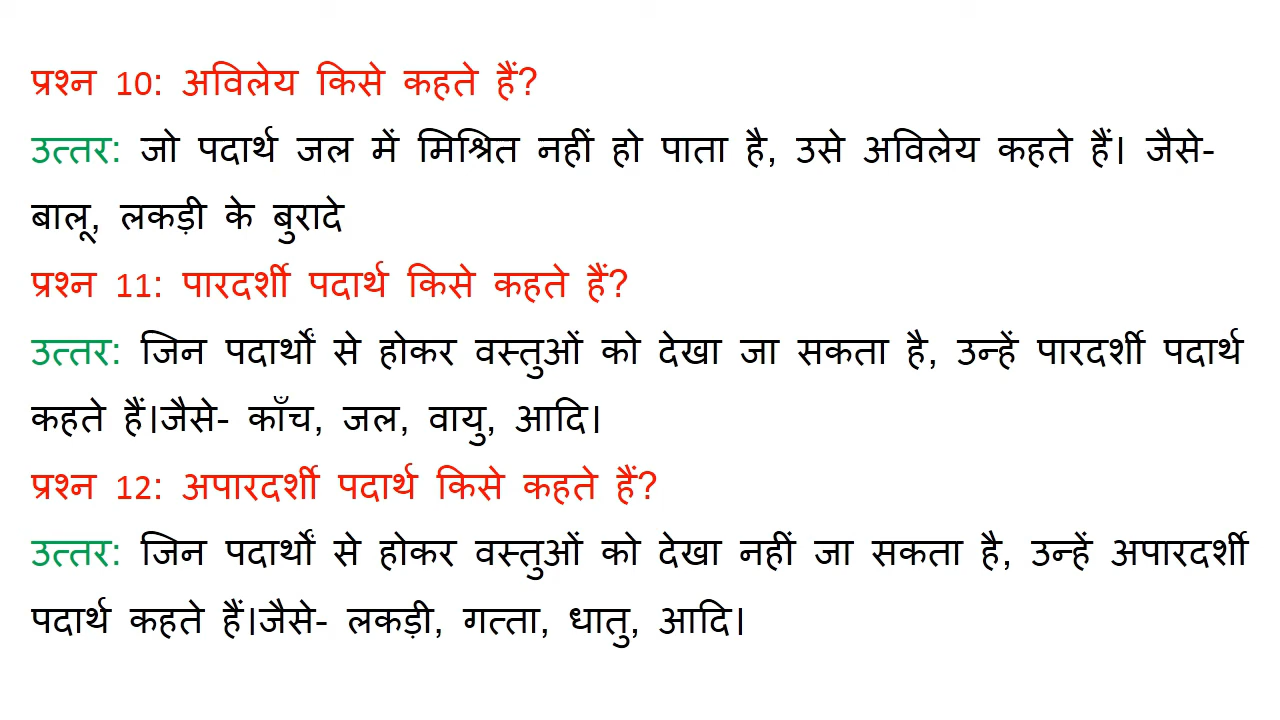 प्रश्न 10: अविलेय किसे कहते हैं?
उत्तर: जो पदार्थ जल में मिश्रित नहीं हो पाता है, उसे अविलेय कहते हैं। जैसे-
बालू, लकड़ी के बुरादे
प्रश्न 11: पारदर्शी पदार्थ किसे कहते हैं?
उत्तर: जिन पदार्थों से होकर वस्तुओं को देखा जा सकता है, उन्हें पारदर्शी पदार्थ
कहते हैं।जैसे- काँच, जल, वायु, आदि।
प्रश्न 12: अपारदर्शी पदार्थ किसे कहते हैं?
उत्तर: जिन पदार्थों से होकर वस्तुओं को देखा नहीं जा सकता है, उन्हें अपारदर्शी
पदार्थ कहते हैं।जैसे- लकड़ी, गत्ता, धातु, आदि।